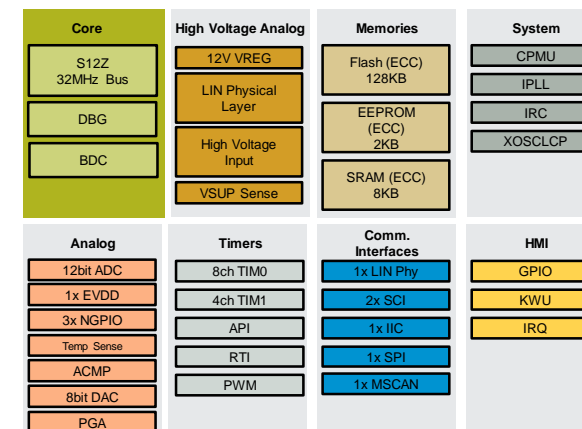 Core
S12Z
32MHz Bus
DBG
BDC
High Voltage Analog
12V VREG
LIN Physical
Layer
High Voltage
Input
VSUP Sense
Memories
Flash (ECC)
128KB
EEPROM
(ECC)
2KB
SRAM (ECC)
8KB
System
CPMU
IPLL
IRC
XOSCLCP
Analog
12bit ADC
1x EVDD
3x NGPIO
Temp Sense
ACMP
8bit DAC
PGA
Timers
8ch TIM0
4ch TIM1
API
RTI
PWM
Comm.
Interfaces
1x LIN Phy
2x SCI
1x IIC
1x SPI
1x MSCAN
HMI
GPIO
KWU
IRQ